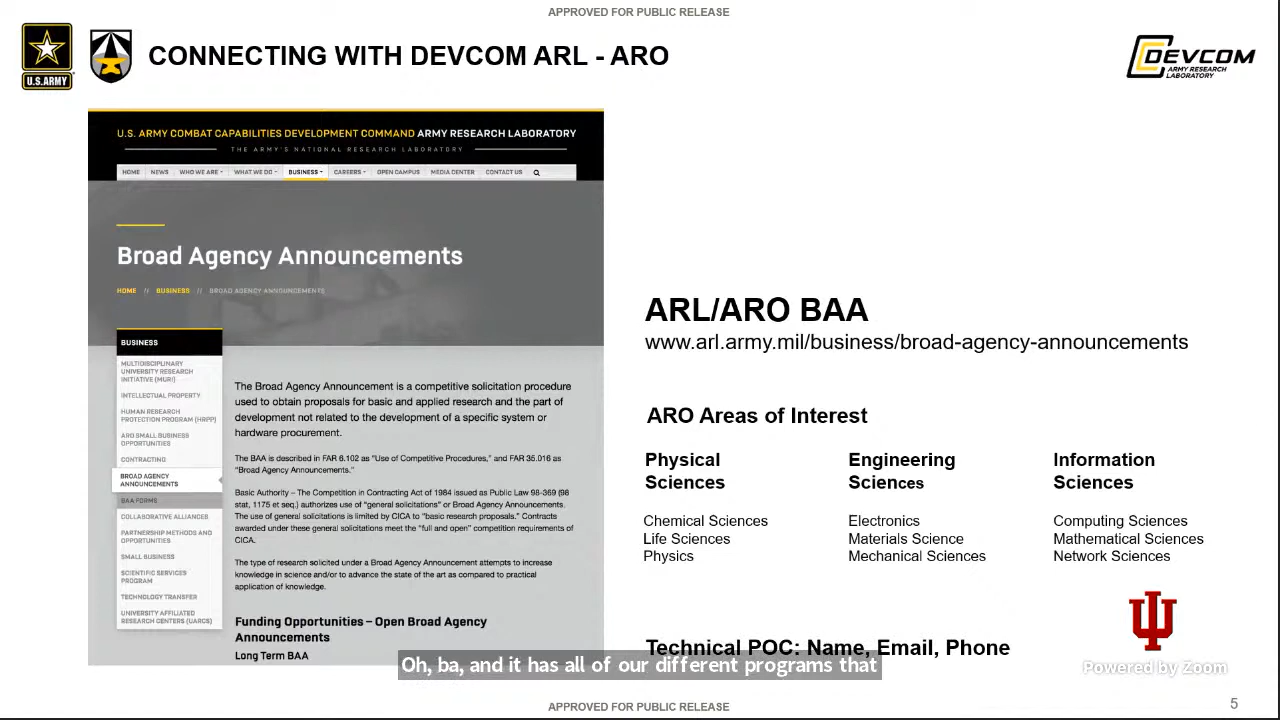 APPROVED FOR PUBLIC RELEASE
U.S.ARMY
CONNECTING WITH DEVCOM ARL - ARO
DEVCOM
ARMY RESEARCH
LABORATORY
U.S. ARMY COMBAT CAPABILITIES DEVELOPMENT COMMAND ARMY RESEARCH LABORATORY
THE ARMY'S NATIONAL RESEARCH LABORATORY
HOME NEWS WHO WE ARE WHAT WE DO BUSINESS CAREERS OPEN CAMPUS MEDIA CENTER CONTACT US
Broad Agency Announcements
HOME // BUSINESS // BROAD AGENCY ANNOUNCEMENTS
BUSINESS
MULTIDISCIPLINARY
UNIVERSITY RESEARCH
INITIATIVE (MURI)
INTELLECTUAL PROPERTY
HUMAN RESEARCH
PROTECTION PROGRAM (HRPP)
ARO SMALL BUSINESS
OPPORTUNITIES
CONTRACTING
BROAD AGENCY
ANNOUNCEMENTS
BAA FORMS
COLLABORATIVE ALLIANCES
PARTNERSHIP METHODS AND
OPPORTUNITIES
SMALL BUSINESS
SCIENTIFIC SERVICES
PROGRAM
TECHNOLOGY TRANSFER
UNIVERSITY AFFILIATED
RESEARCH CENTERS (UARCS)
The Broad Agency Announcement is a competitive solicitation procedure
used to obtain proposals for basic and applied research and the part of
development not related to the development of a specific system or
hardware procurement.
The BAA is described in FAR 6.102 as "Use of Competitive Procedures," and FAR 35.016 as
"Broad Agency Announcements."
Basic Authority – The Competition in Contracting Act of 1984 issued as Public Law 98-369 (98
stat, 1175 et seq.) authorizes use of "general solicitations" or Broad Agency Announcements.
The use of general solicitations is limited by CICA to "basic research proposals." Contracts
awarded under these general solicitations meet the "full and open" competition requirements of
CICA.
The type of research solicited under a Broad Agency Announcement attempts to increase
knowledge in science and/or to advance the state of the art as compared to practical
application of knowledge.
Funding Opportunities – Open Broad Agency
Announcements
Long Term BAA
ARL/ARO BAA
www.arl.army.mil/business/broad-agency-announcements
ARO Areas of Interest
Physical
Sciences
Chemical Sciences
Life Sciences
Physics
Engineering
Sciences
Electronics
Materials Science
Mechanical Sciences
Information
Sciences
Computing Sciences
Mathematical Sciences
Network Sciences
Technical POC: Name, Email, Phone
Oh, ba, and it has all of our different programs that
Powered by Zoom
APPROVED FOR PUBLIC RELEASE
5